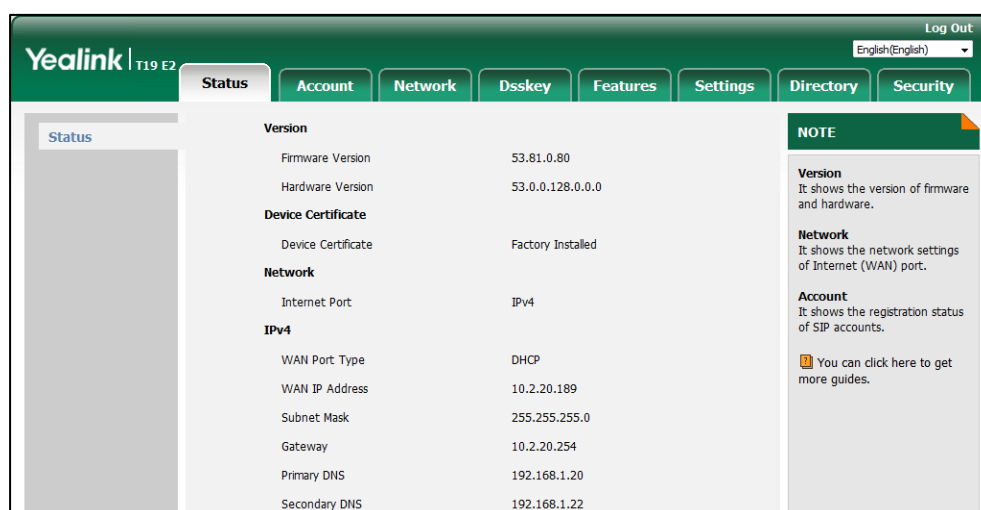 Log Out
English(English)
Yealink | T19 E2
Status Account Network Dsskey Features Settings Directory Security
Status
Version
Firmware Version 53.81.0.80
Hardware Version 53.0.0.128.0.0.0
Device Certificate
Device Certificate Factory Installed
Network
Internet Port IPv4
IPv4
WAN Port Type DHCP
WAN IP Address 10.2.20.189
Subnet Mask 255.255.255.0
Gateway 10.2.20.254
Primary DNS 192.168.1.20
Secondary DNS 192.168.1.22
NOTE
Version
It shows the version of firmware
and hardware.
Network
It shows the network settings
of Internet (WAN) port.
Account
It shows the registration status
of SIP accounts.
? You can click here to get
more guides.